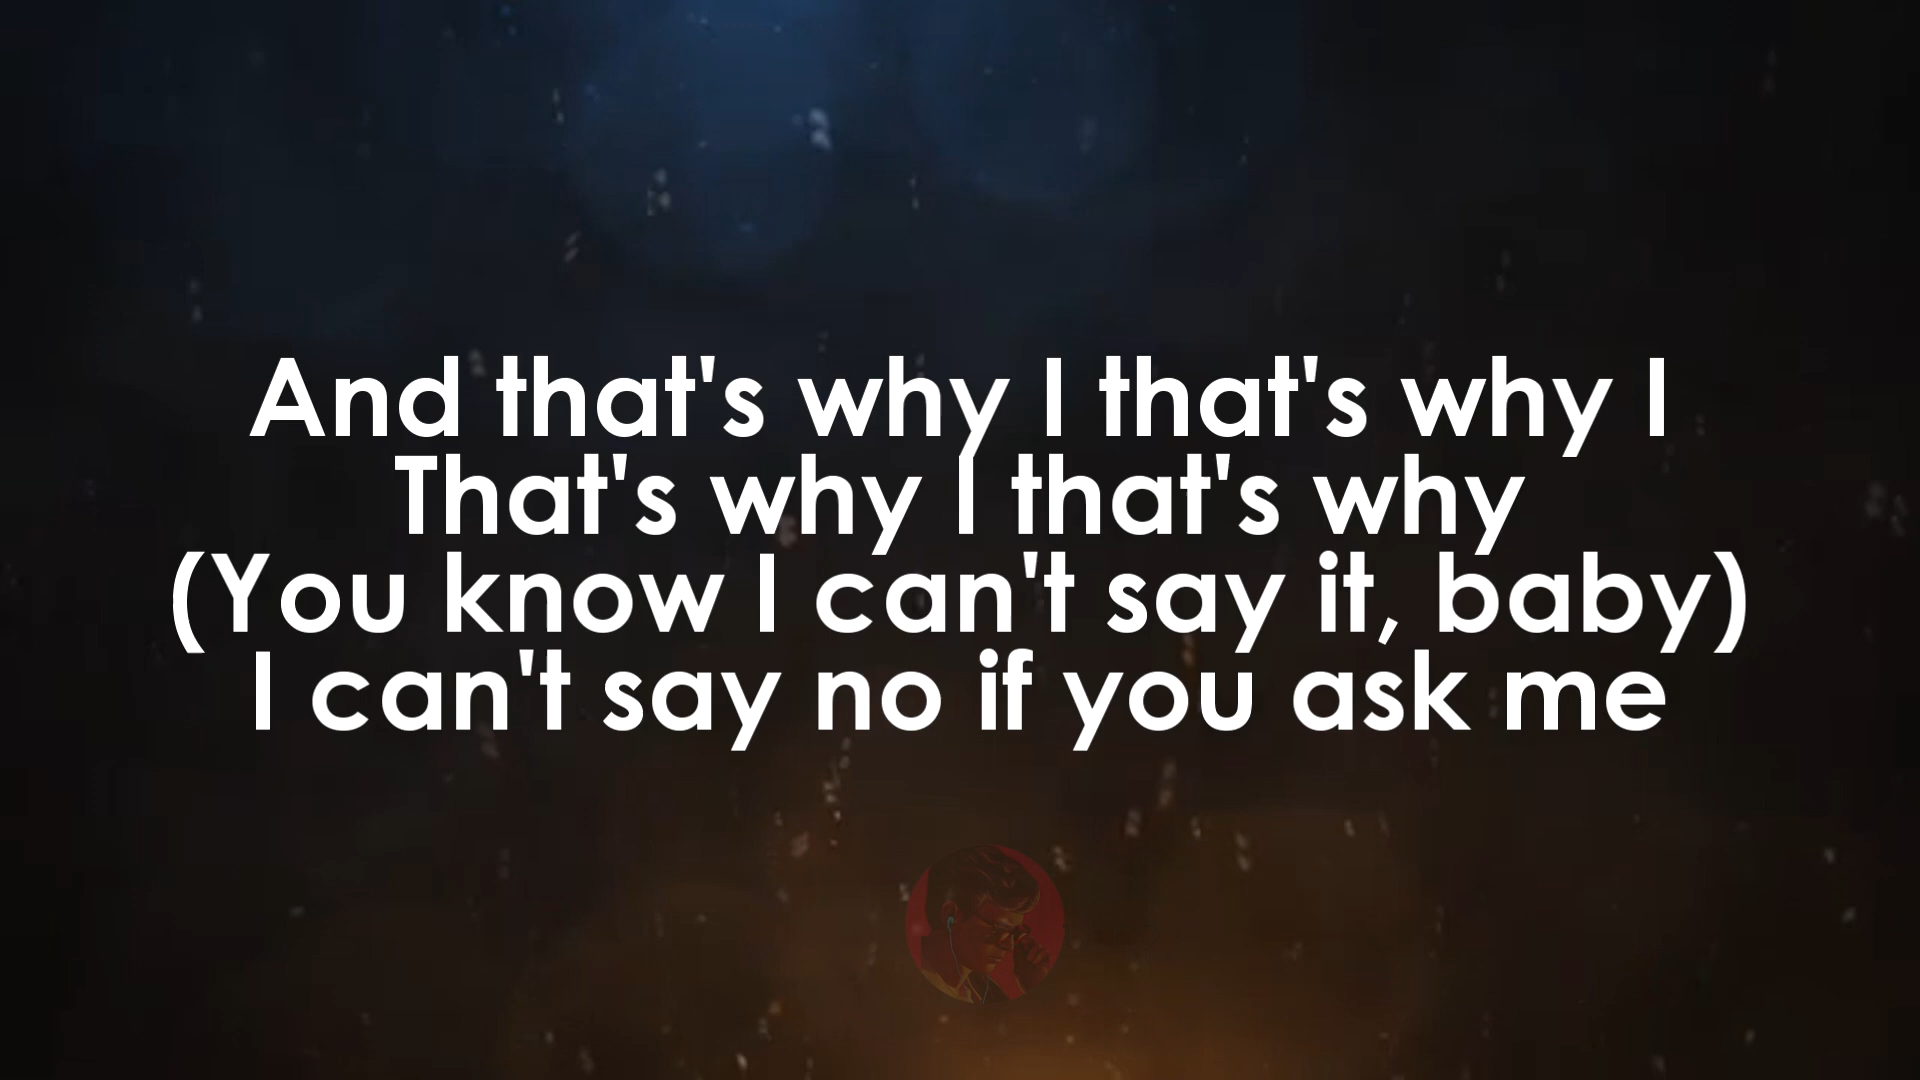 And that's why I that's why I
That's why I that's why
(You know I can't say it, baby)
I can't say no if you ask me